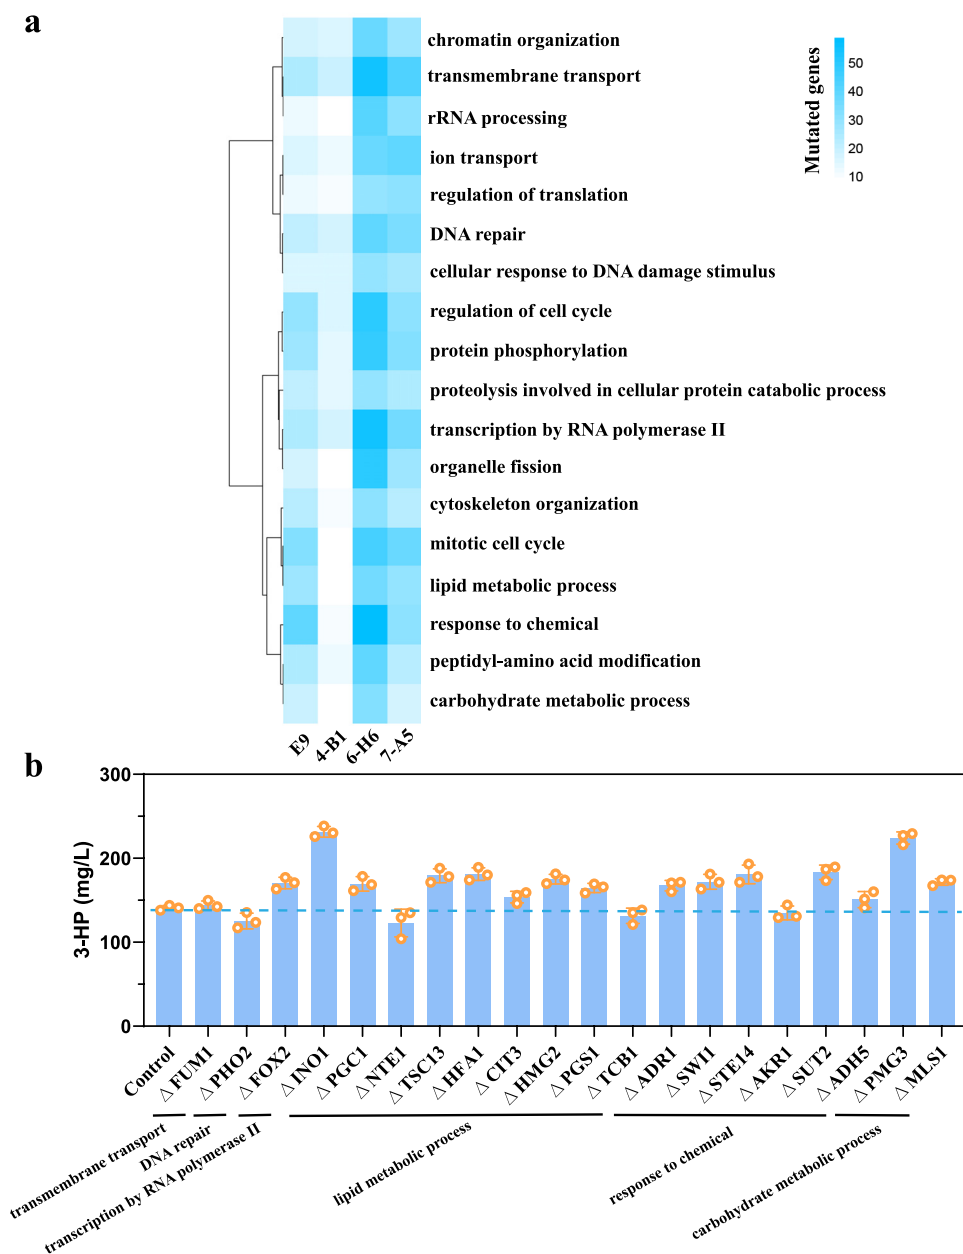 a
chromatin organization
transmembrane transport
rRNA processing
ion transport
regulation of translation
DNA repair
cellular response to DNA damage stimulus
regulation of cell cycle
protein phosphorylation
proteolysis involved in cellular protein catabolic process
transcription by RNA polymerase II
organelle fission
cytoskeleton organization
mitotic cell cycle
lipid metabolic process
response to chemical
peptidyl-amino acid modification
carbohydrate metabolic process
Mutated genes
50
40
30
20
10
E9
4-B1
6-H6
7-A5
b
3-HP (mg/L)
300
200
100
0
Control
△FUM1
△PHO2
△FOX2
△INO1
△PGC1
△NTE1
△TSC13
△HFA1
△CIT3
△HMG2
△PGS1
△TCB1
△ADR1
△SWI1
△STE14
△AKR1
△SUT2
△ADH5
△PMG3
△MLS1
transmembrane transport
DNA repair
transcription by RNA polymerase II
lipid metabolic process
response to chemical
carbohydrate metabolic process